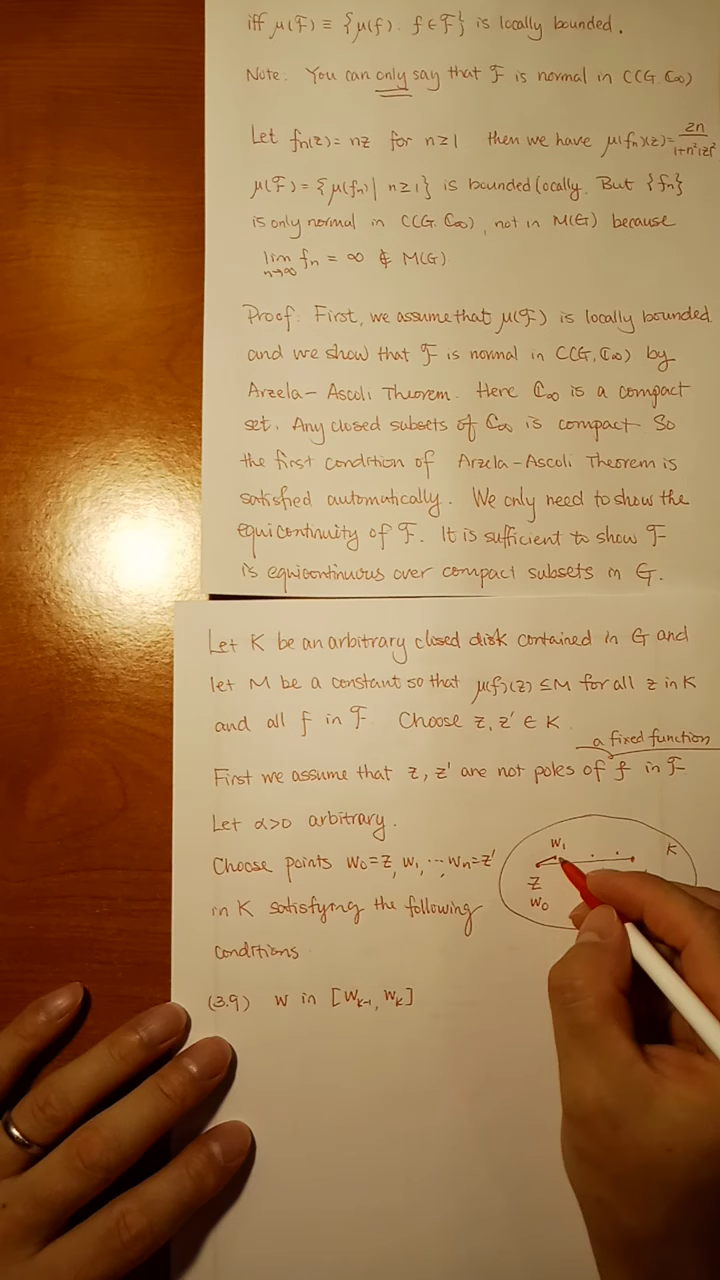 iff μ(F) ≡ {μ(f). f ∈ F} is locally bounded.
Note: You can only say that F is normal in C(G, C∞)
Let fn(z) = nz for n≥1 then we have μ(fn)(z) = 2n / 1+n²|z|²
μ(F) = {μ(fn) | n≥1} is bounded locally. But {fn}
is only normal in C(G, C∞), not in M(G) because
lim n→∞ fn = ∞ ∉ M(G)
Proof: First, we assume that μ(F) is locally bounded
and we show that F is normal in C(G, C∞) by
Arzela-Ascoli Theorem. Here C∞ is a compact
set. Any closed subsets of C∞ is compact. So
the first condition of Arzela-Ascoli Theorem is
satisfied automatically. We only need to show the
equicontinuity of F. It is sufficient to show F
is equicontinuous over compact subsets in G.
Let K be an arbitrary closed disk contained in G and
let M be a constant so that μ(f)(z) ≤ M for all z in K
and all f in F. Choose z, z' ∈ K.
a fixed function
First we assume that z, z' are not poles of f in F
Let α>0 arbitrary.
Choose points w0=z, w1, ..., wn=z'
in K satisfying the following
conditions
w1
K
z
w0
(3.9) w in [wk-1, wk]